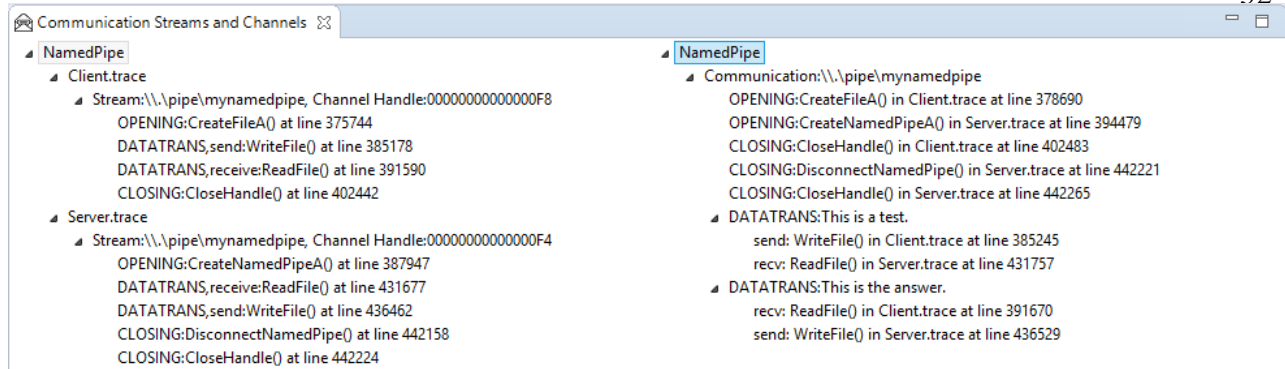 Communication Streams and Channels
NamedPipe
Client.trace
Stream:\\.\pipe\mynamedpipe, Channel Handle:00000000000000F8
OPENING:CreateFileA() at line 375744
DATATRANS,send:WriteFile() at line 385178
DATATRANS,receive:ReadFile() at line 391590
CLOSING:CloseHandle() at line 402442
Server.trace
Stream:\\.\pipe\mynamedpipe, Channel Handle:00000000000000F4
OPENING:CreateNamedPipeA() at line 387947
DATATRANS,receive:ReadFile() at line 431677
DATATRANS,send:WriteFile() at line 436462
CLOSING:DisconnectNamedPipe() at line 442158
CLOSING:CloseHandle() at line 442224
NamedPipe
Communication:\\.\pipe\mynamedpipe
OPENING:CreateFileA() in Client.trace at line 378690
OPENING:CreateNamedPipeA() in Server.trace at line 394479
CLOSING:CloseHandle() in Client.trace at line 402483
CLOSING:DisconnectNamedPipe() in Server.trace at line 442221
CLOSING:CloseHandle() in Server.trace at line 442265
DATATRANS:This is a test.
send: WriteFile() in Client.trace at line 385245
recv: ReadFile() in Server.trace at line 431757
DATATRANS:This is the answer.
recv: ReadFile() in Client.trace at line 391670
send: WriteFile() in Server.trace at line 436529